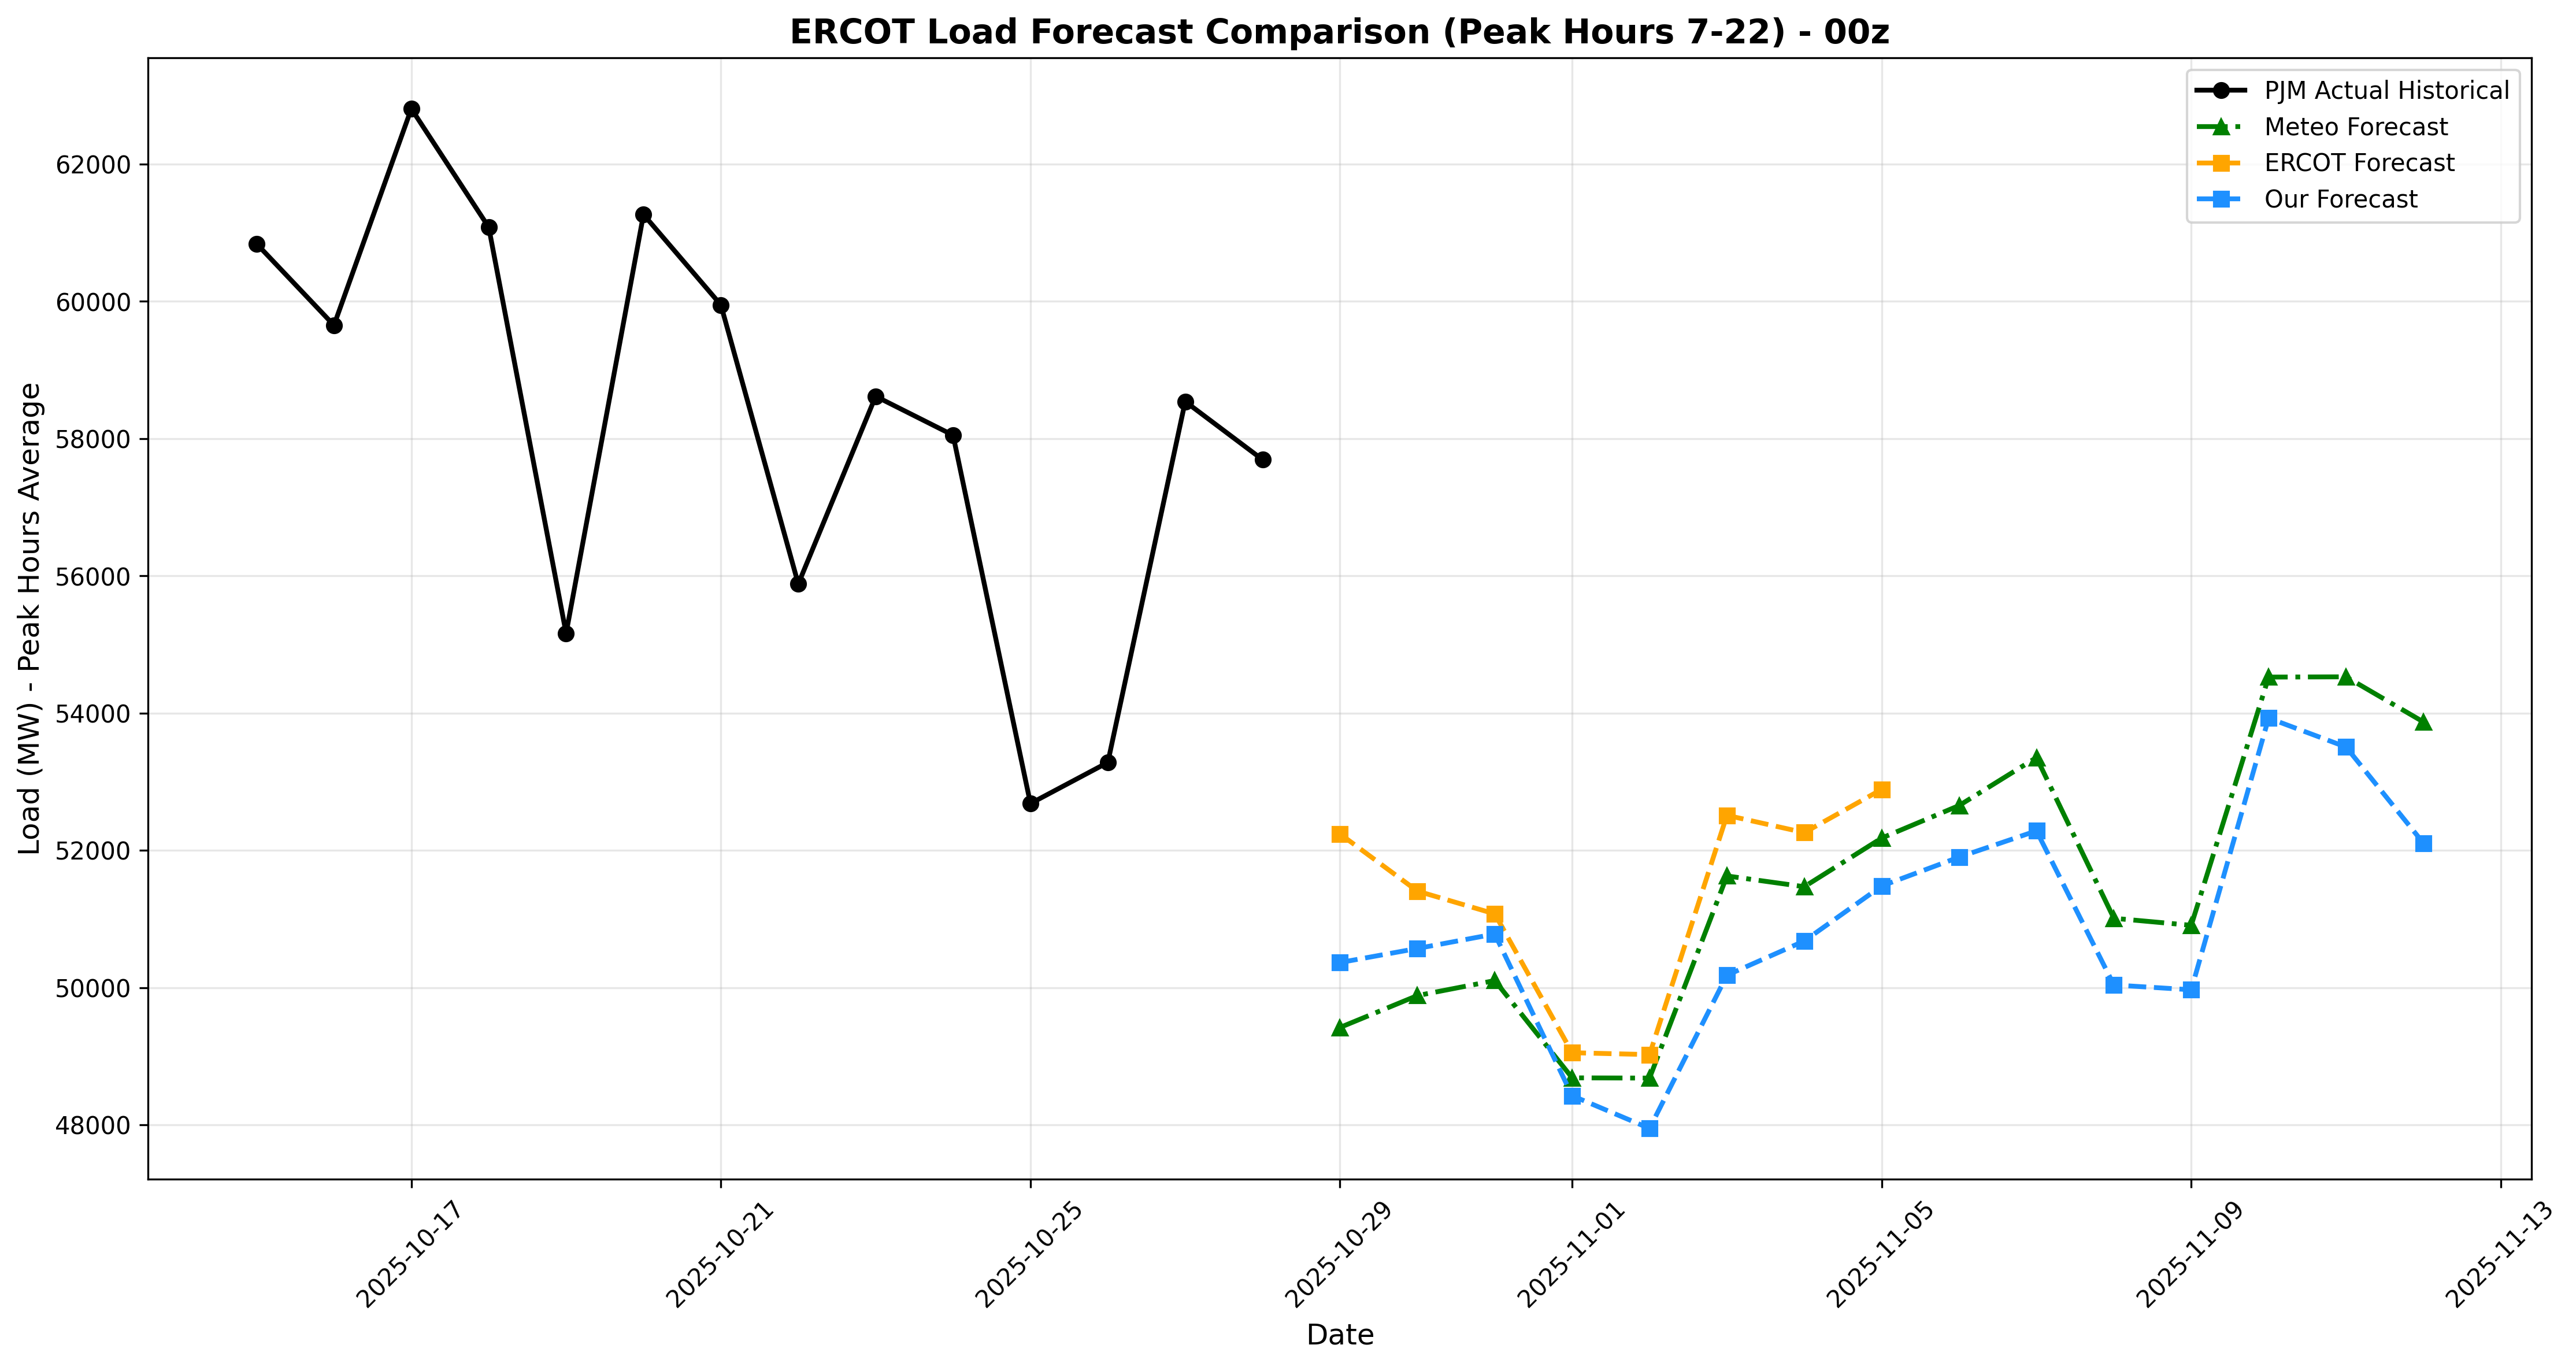 ERCOT Load Forecast Comparison (Peak Hours 7-22) - 00z
PJM Actual Historical
Meteo Forecast
ERCOT Forecast
Our Forecast
Load (MW) - Peak Hours Average
62000
60000
58000
56000
54000
52000
50000
48000
2025-10-17
2025-10-21
2025-10-25
2025-10-29
2025-11-01
2025-11-05
2025-11-09
2025-11-13
Date